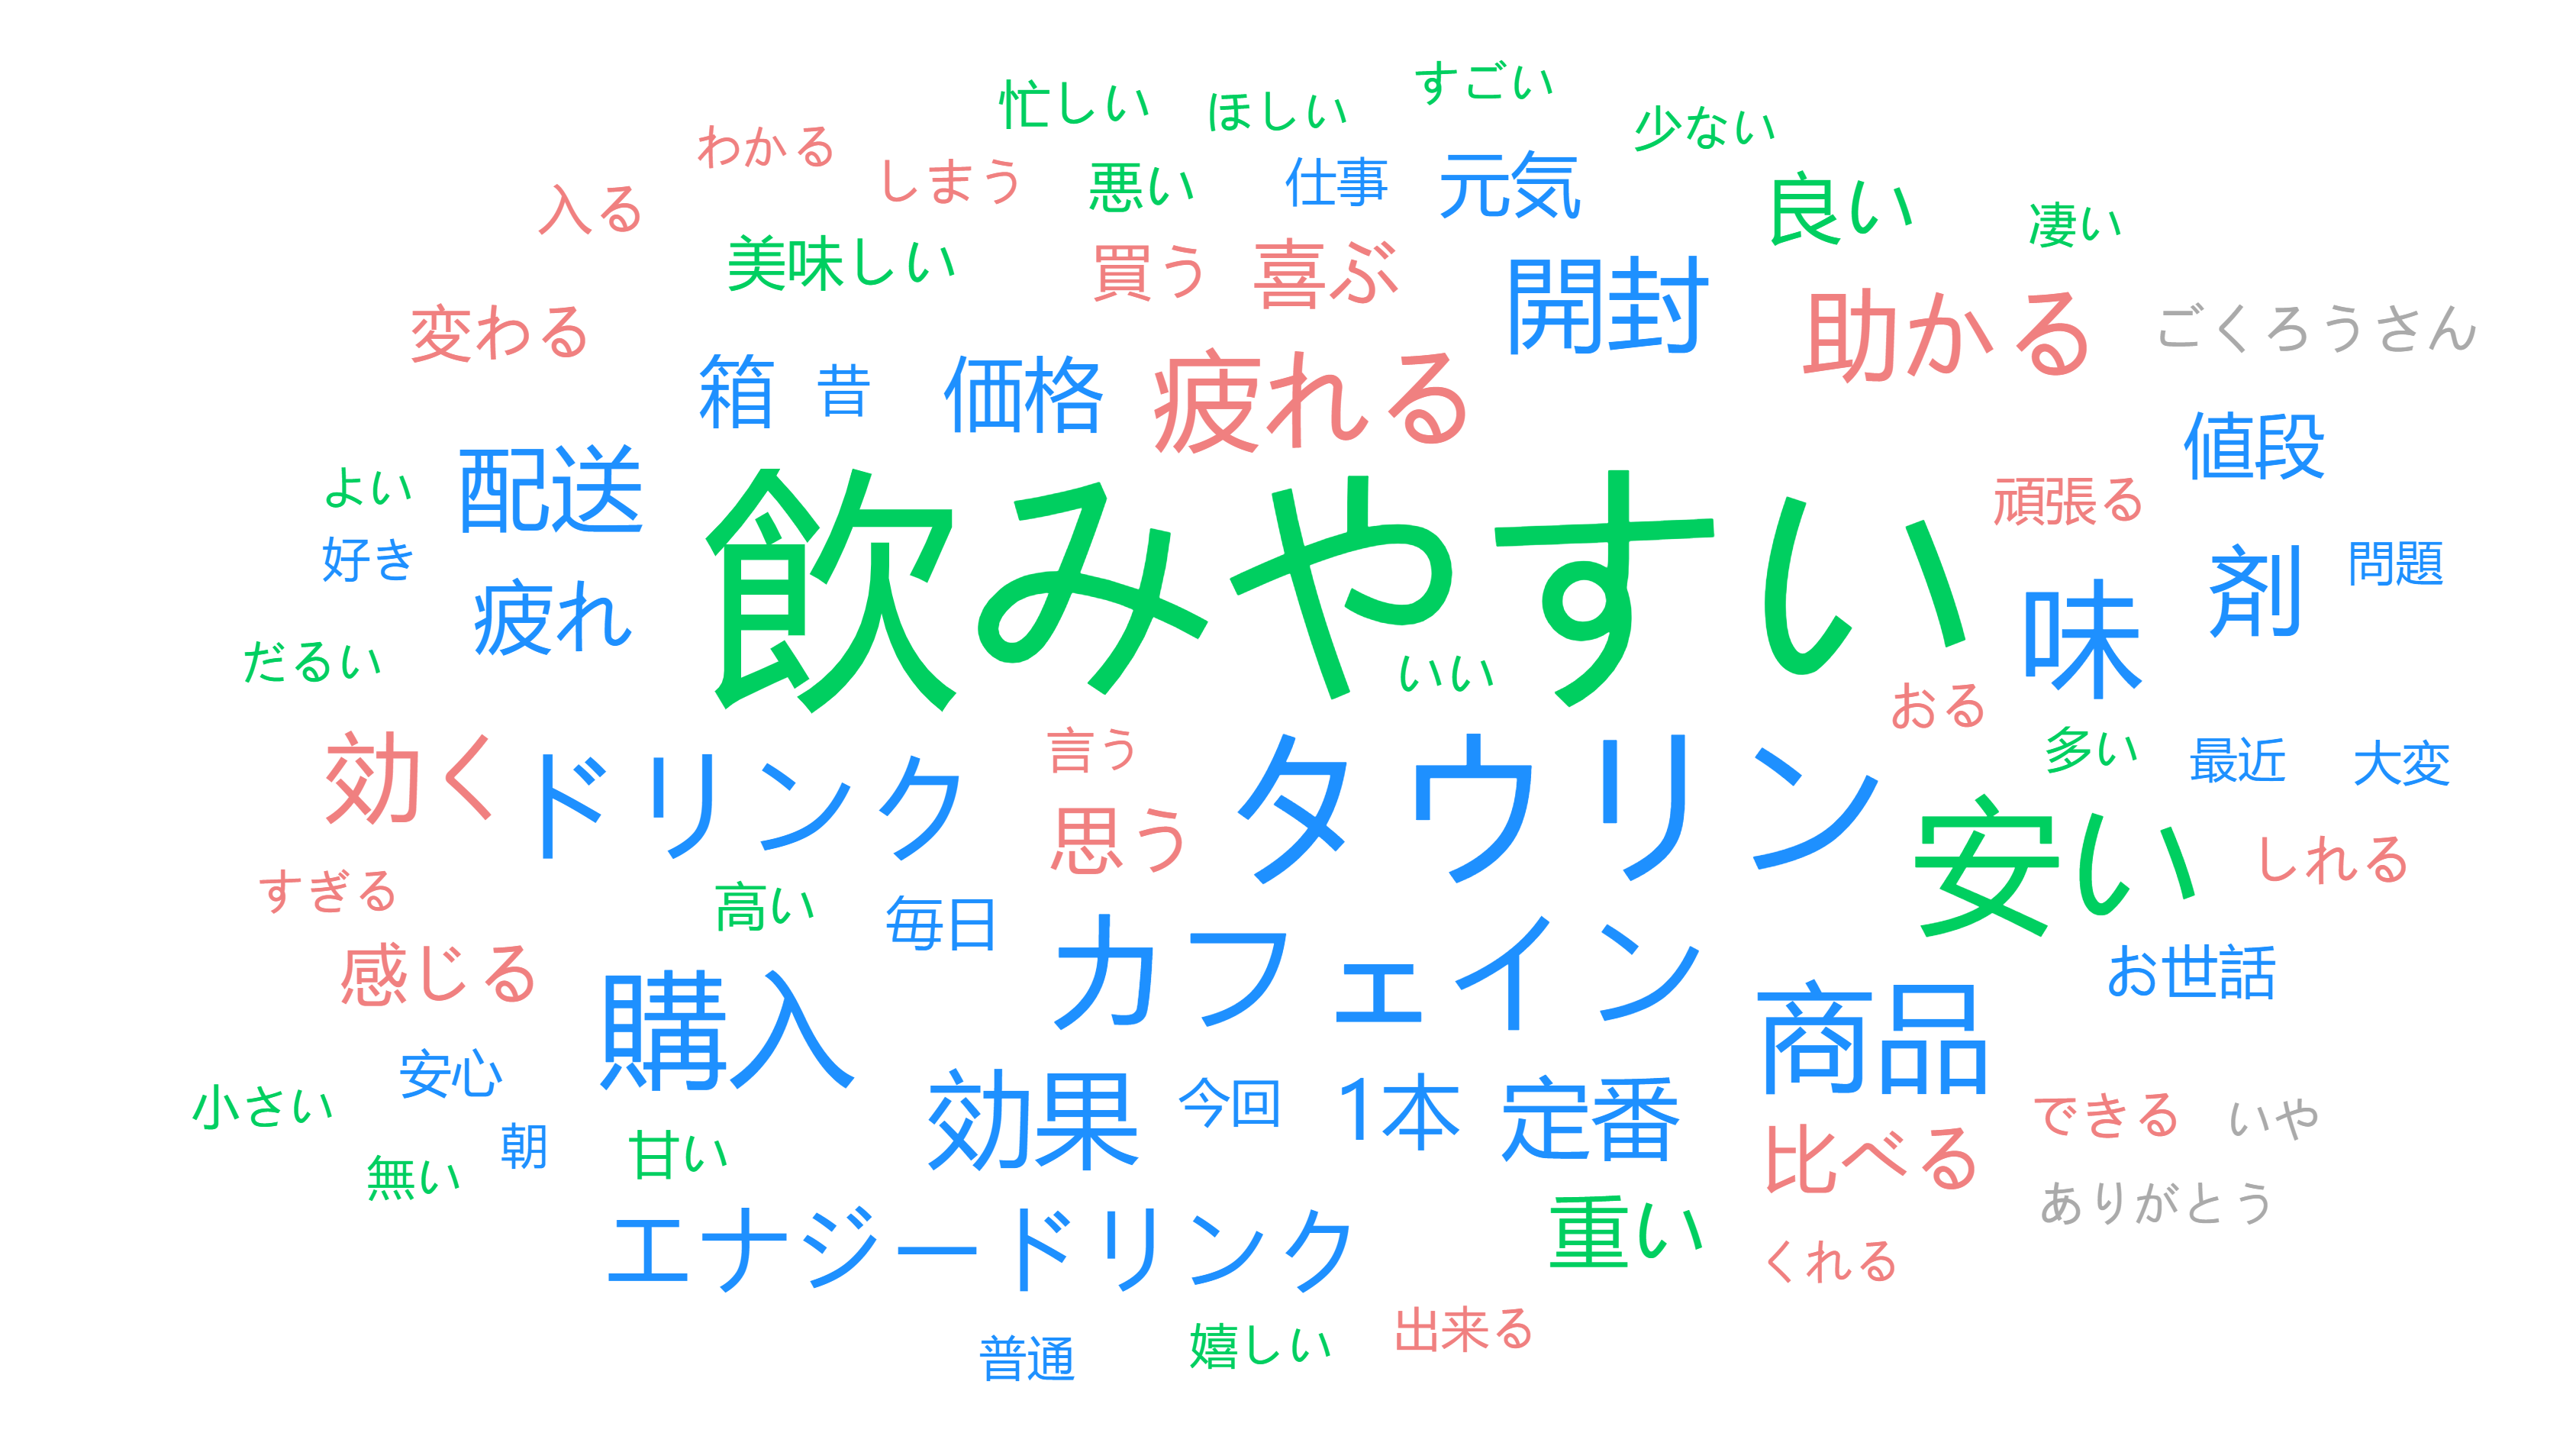 すごい
忙しい
ほしい
少ない
わかる
しまう
悪い
仕事
元気
入る
良い
凄い
美味しい
買う
喜ぶ
開封
変わる
助かる
ごくろうさん
箱
昔
価格
疲れる
値段
よい
配送
飲みやすい
頑張る
好き
疲れ
味
剤
問題
だるい
いい
おる
効く
ドリンク
言う
タウリン
多い
最近
大変
思う
安い
しれる
すぎる
高い
毎日
感じる
カフェイン
お世話
購入
商品
小さい
安心
効果
今回
1本
定番
できる
いや
無い
朝
甘い
比べる
ありがとう
エナジードリンク
重い
くれる
普通
嬉しい
出来る